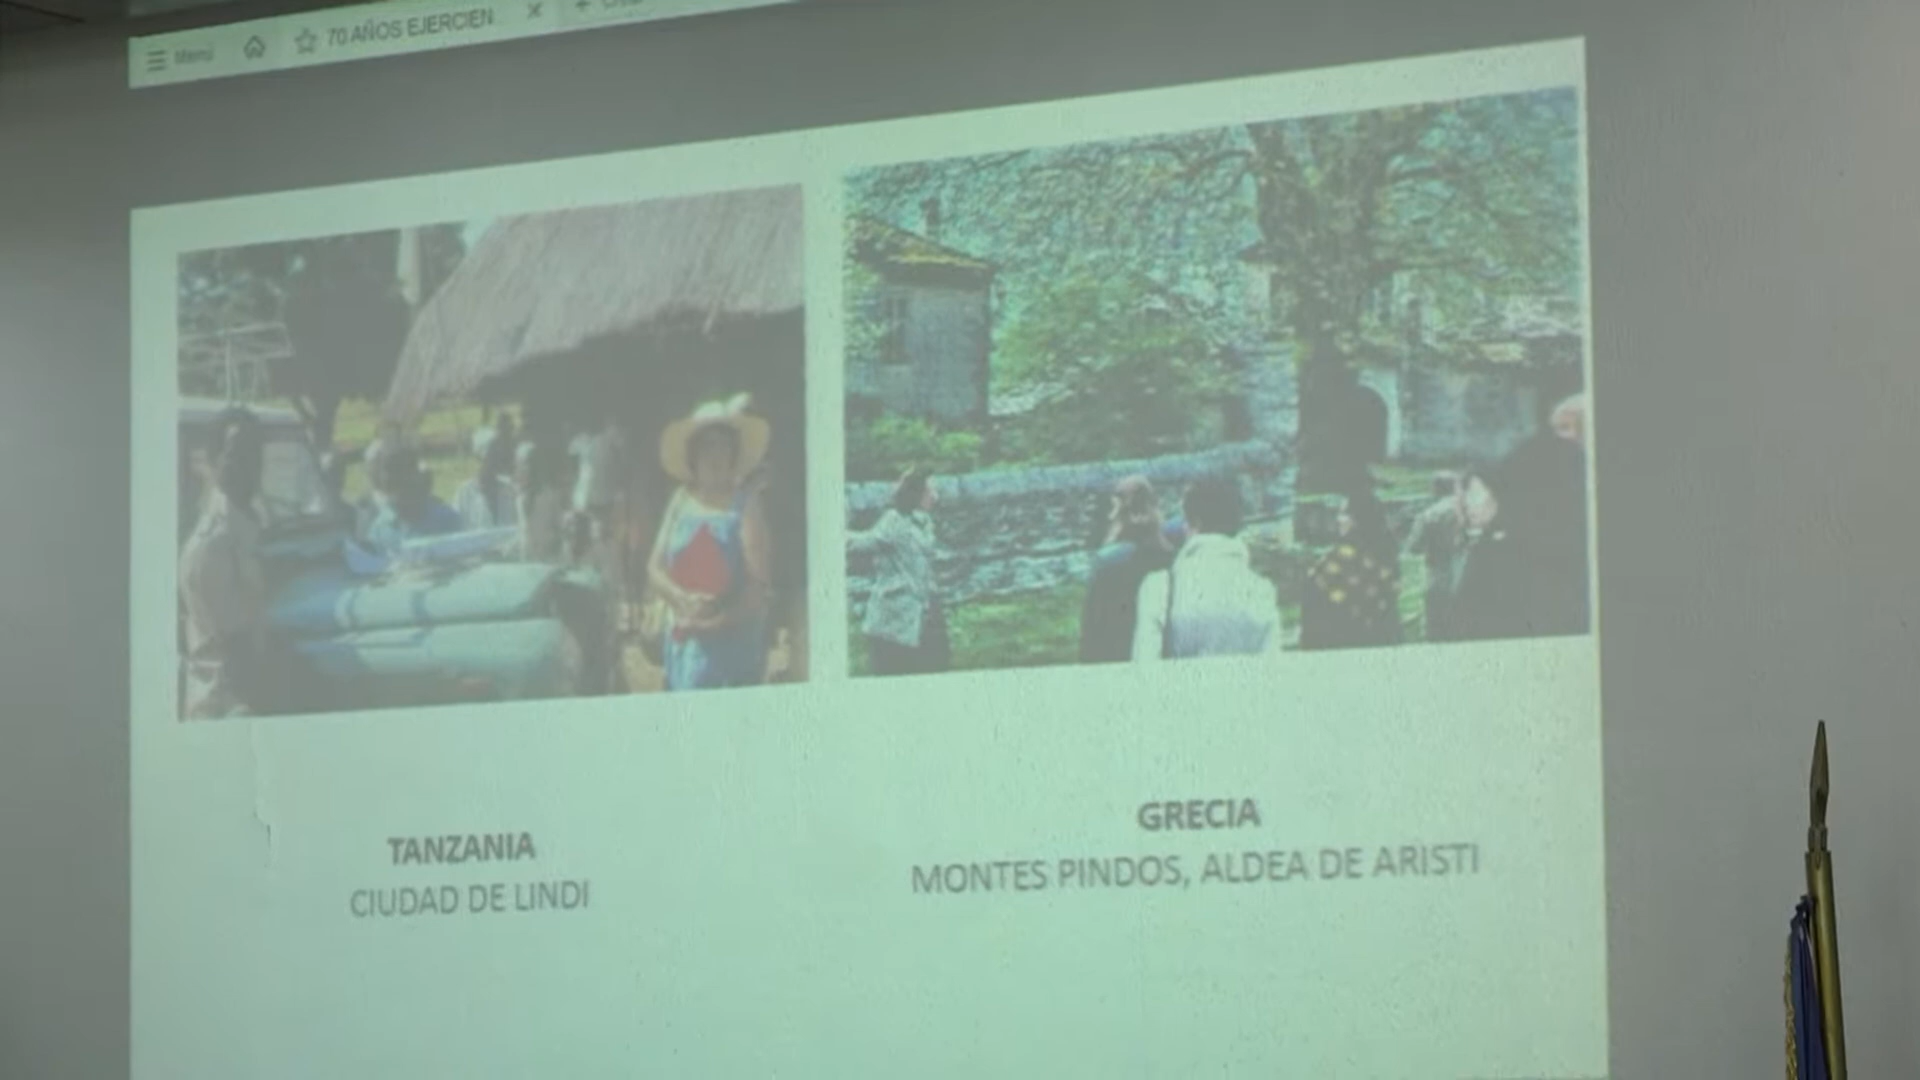 Menú
70 AÑOS EJERCIEN
TANZANIA
CIUDAD DE LINDI
GRECIA
MONTES PINDOS, ALDEA DE ARISTI